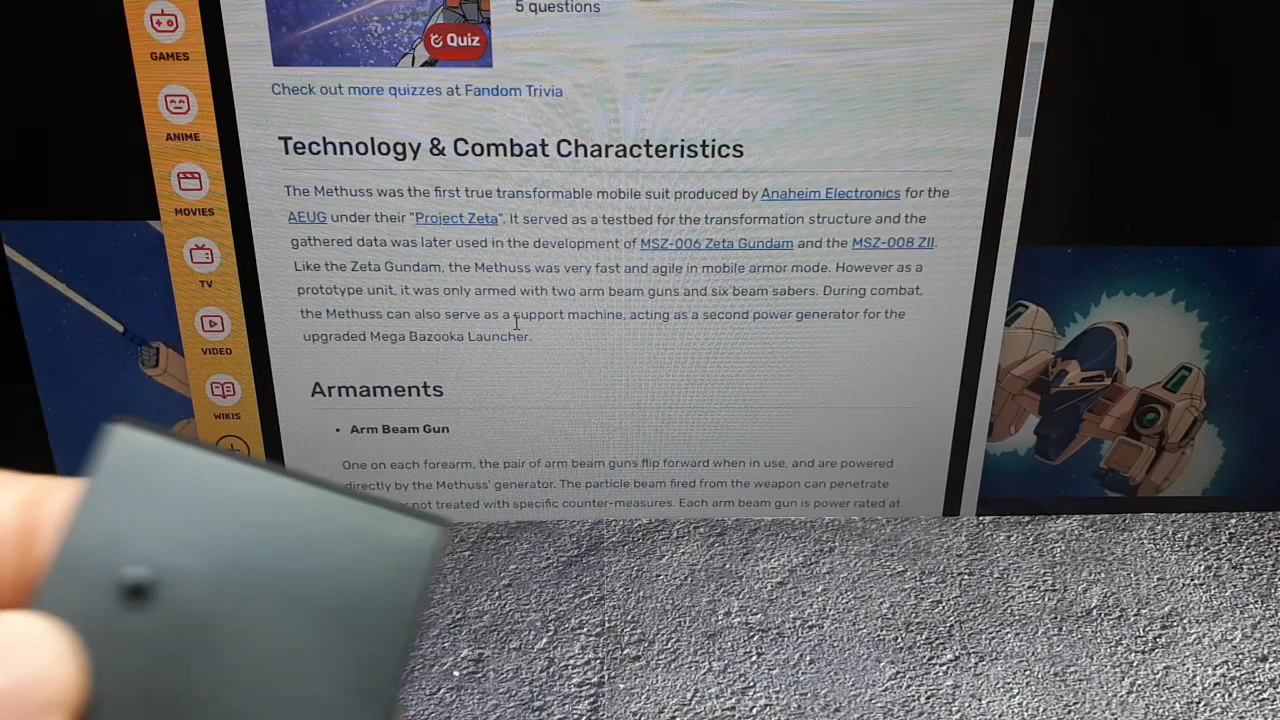 5 questions
GAMES
Quiz
Check out more quizzes at Fandom Trivia
ANIME
Technology & Combat Characteristics
MOVIES
The Methuss was the first true transformable mobile suit produced by Anaheim Electronics for the
AEUG under their "Project Zeta". It served as a testbed for the transformation structure and the
gathered data was later used in the development of MSZ-006 Zeta Gundam and the MSZ-008 ZII.
TV
Like the Zeta Gundam, the Methuss was very fast and agile in mobile armor mode. However as a
prototype unit, it was only armed with two arm beam guns and six beam sabers. During combat,
the Methuss can also serve as a support machine, acting as a second power generator for the
upgraded Mega Bazooka Launcher.
VIDEO
Armaments
WIKIS
• Arm Beam Gun
One on each forearm, the pair of arm beam guns flip forward when in use, and are powered
directly by the Methuss' generator. The particle beam fired from the weapon can penetrate
not treated with specific counter-measures. Each arm beam gun is power rated at